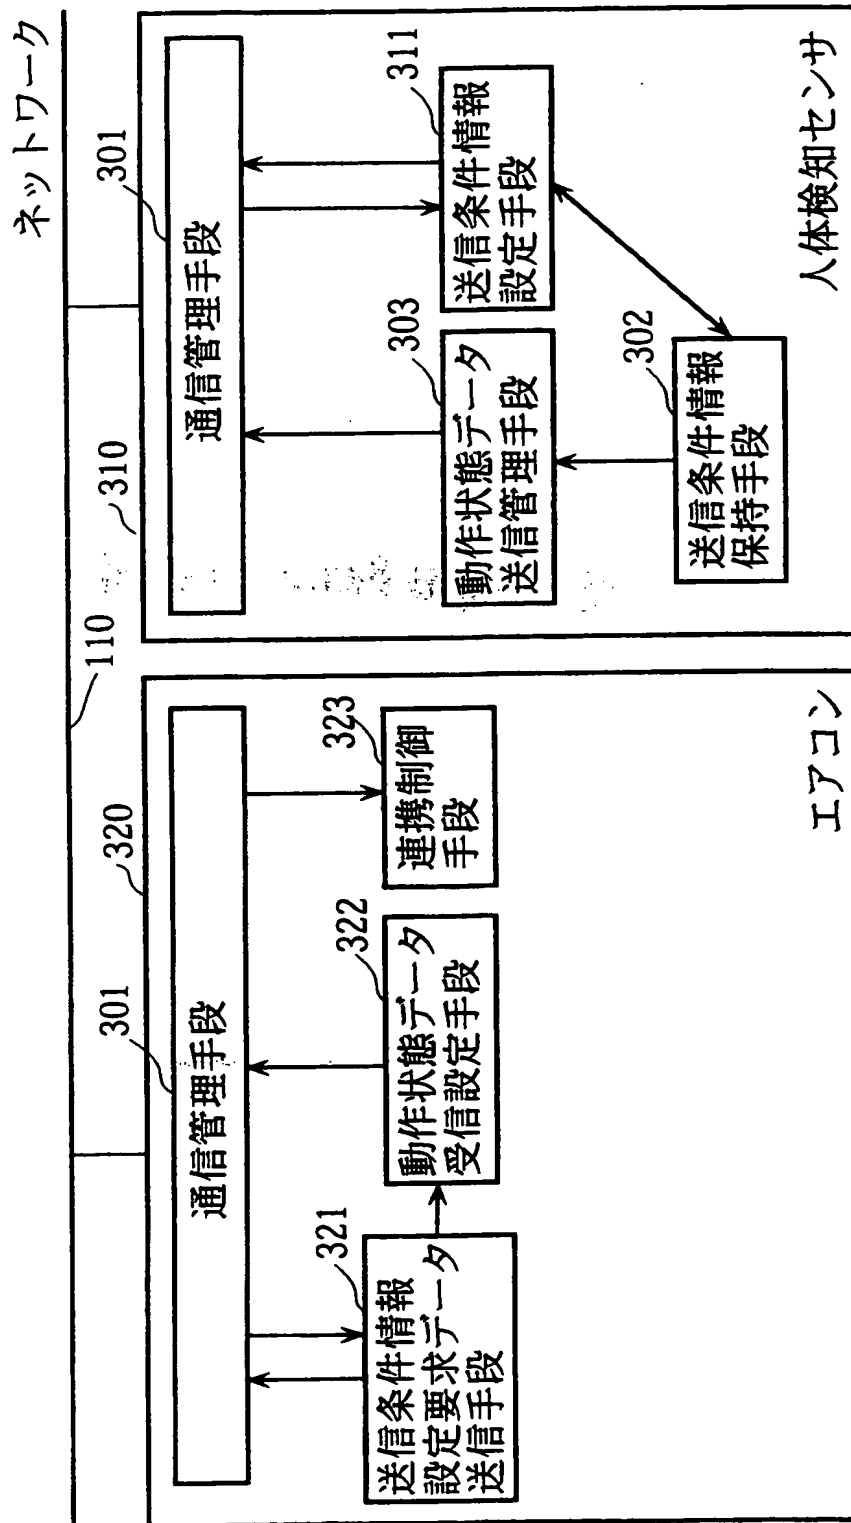 ネットワーク
110
320
301
通信管理手段
321
送信条件情報
設定要求データ
送信手段
322
動作状態データ
受信設定手段
323
連携制御
手段
エアコン
310
301
通信管理手段
303
動作状態データ
送信管理手段
311
送信条件情報
設定手段
302
送信条件情報
保持手段
人体検知センサ